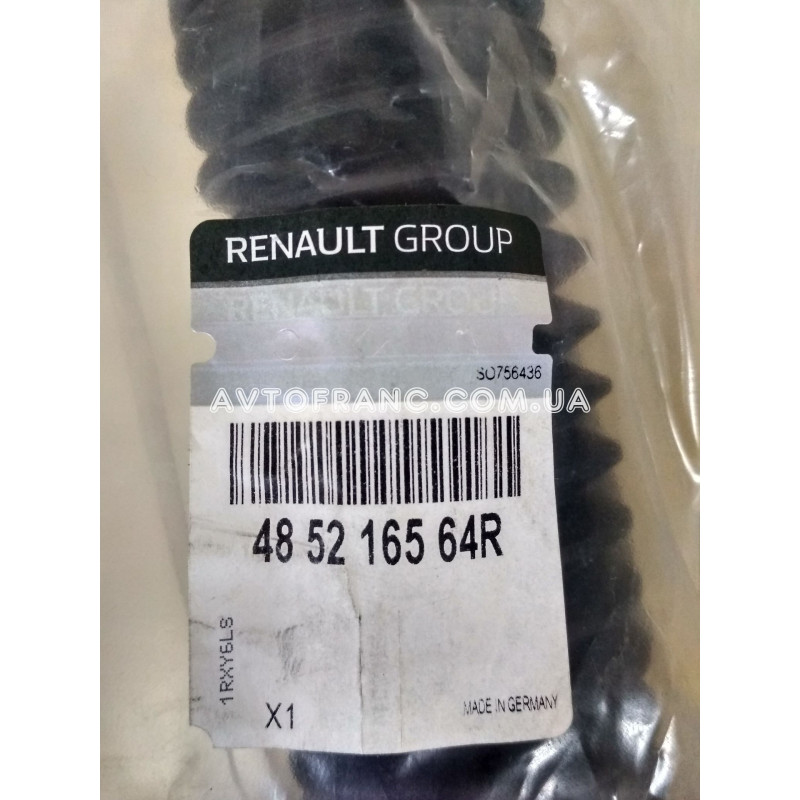 RENAULT GROUP
RENAULT GROUP
SO756436
AVTOFRANC.COM.UA
48 52 165 64R
1RXY6LS
X1
MADE IN GERMANY